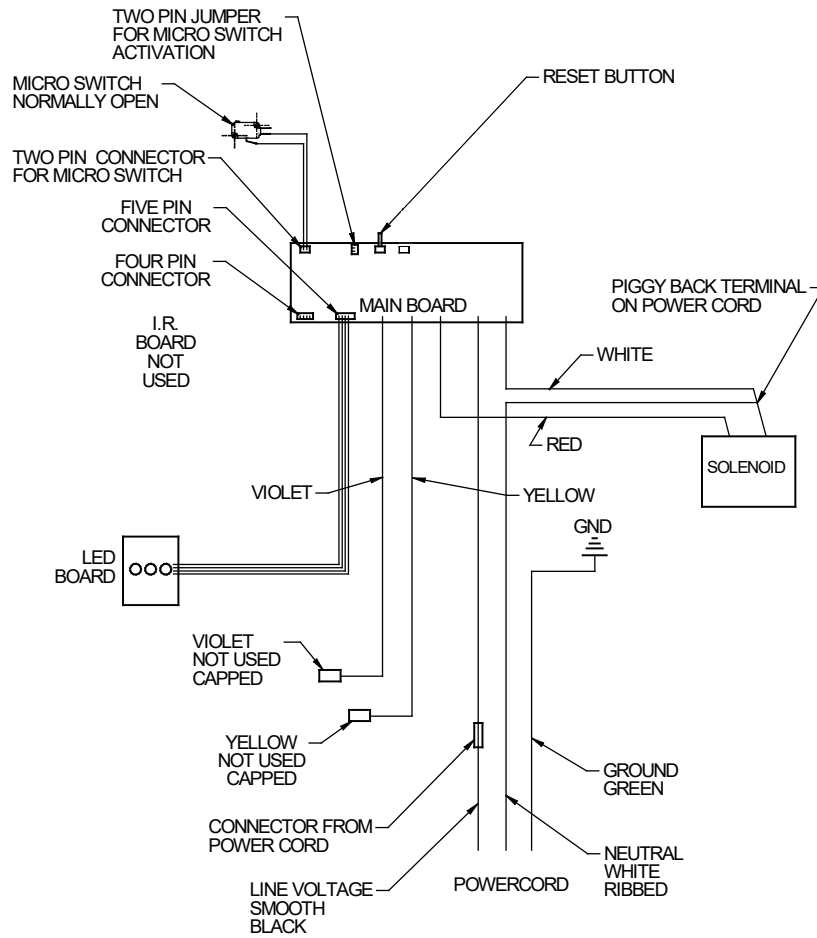 TWO PIN JUMPER
FOR MICRO SWITCH
ACTIVATION
MICRO SWITCH
NORMALLY OPEN
RESET BUTTON
TWO PIN CONNECTOR
FOR MICRO SWITCH
FIVE PIN
CONNECTOR
FOUR PIN
CONNECTOR
MAIN BOARD
PIGGY BACK TERMINAL
ON POWER CORD
I.R.
BOARD
NOT
USED
WHITE
RED
SOLENOID
VIOLET
YELLOW
GND
LED
BOARD
VIOLET
NOT USED
CAPPED
YELLOW
NOT USED
CAPPED
GROUND
GREEN
CONNECTOR FROM
POWER CORD
NEUTRAL
WHITE
RIBBED
LINE VOLTAGE
SMOOTH
BLACK
POWERCORD